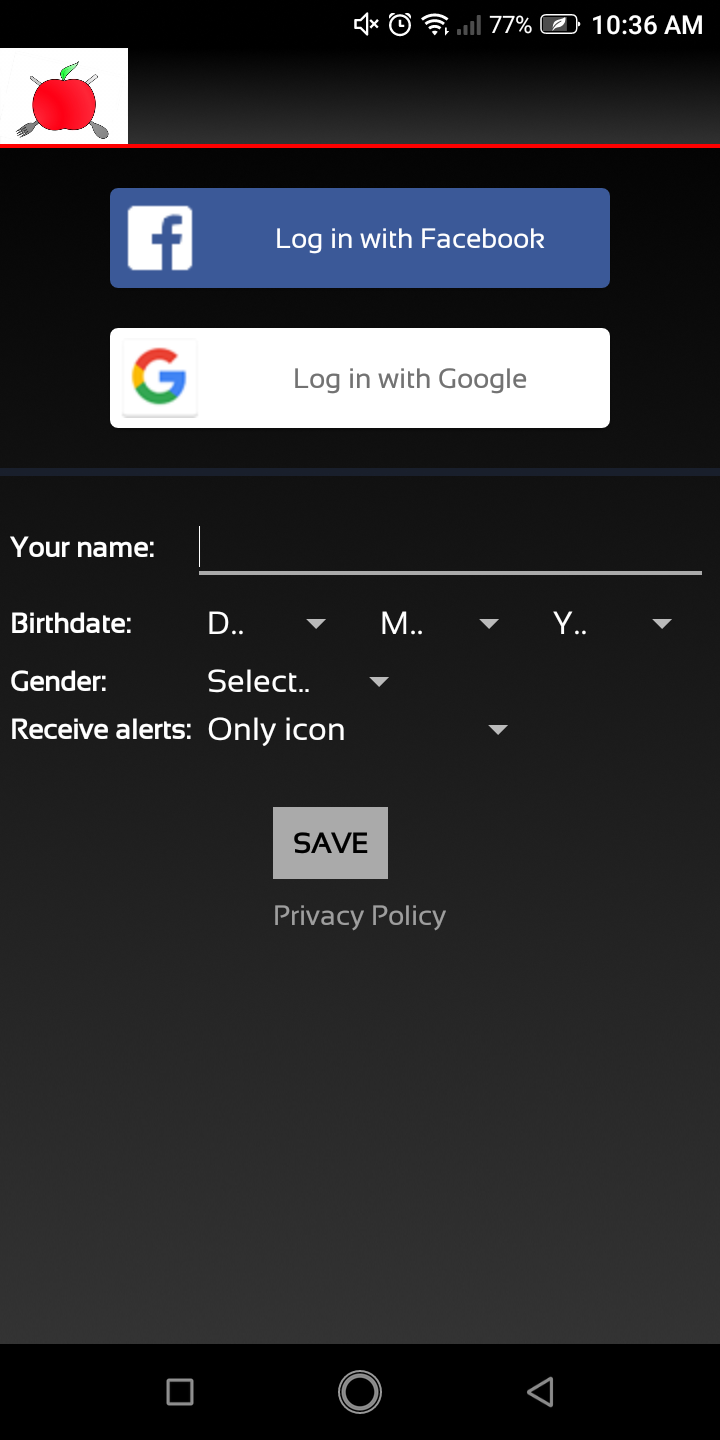 77% 10:36 AM
Log in with Facebook
Log in with Google
Your name:
Birthdate: D.. M.. Y..
Gender: Select..
Receive alerts: Only icon
SAVE
Privacy Policy